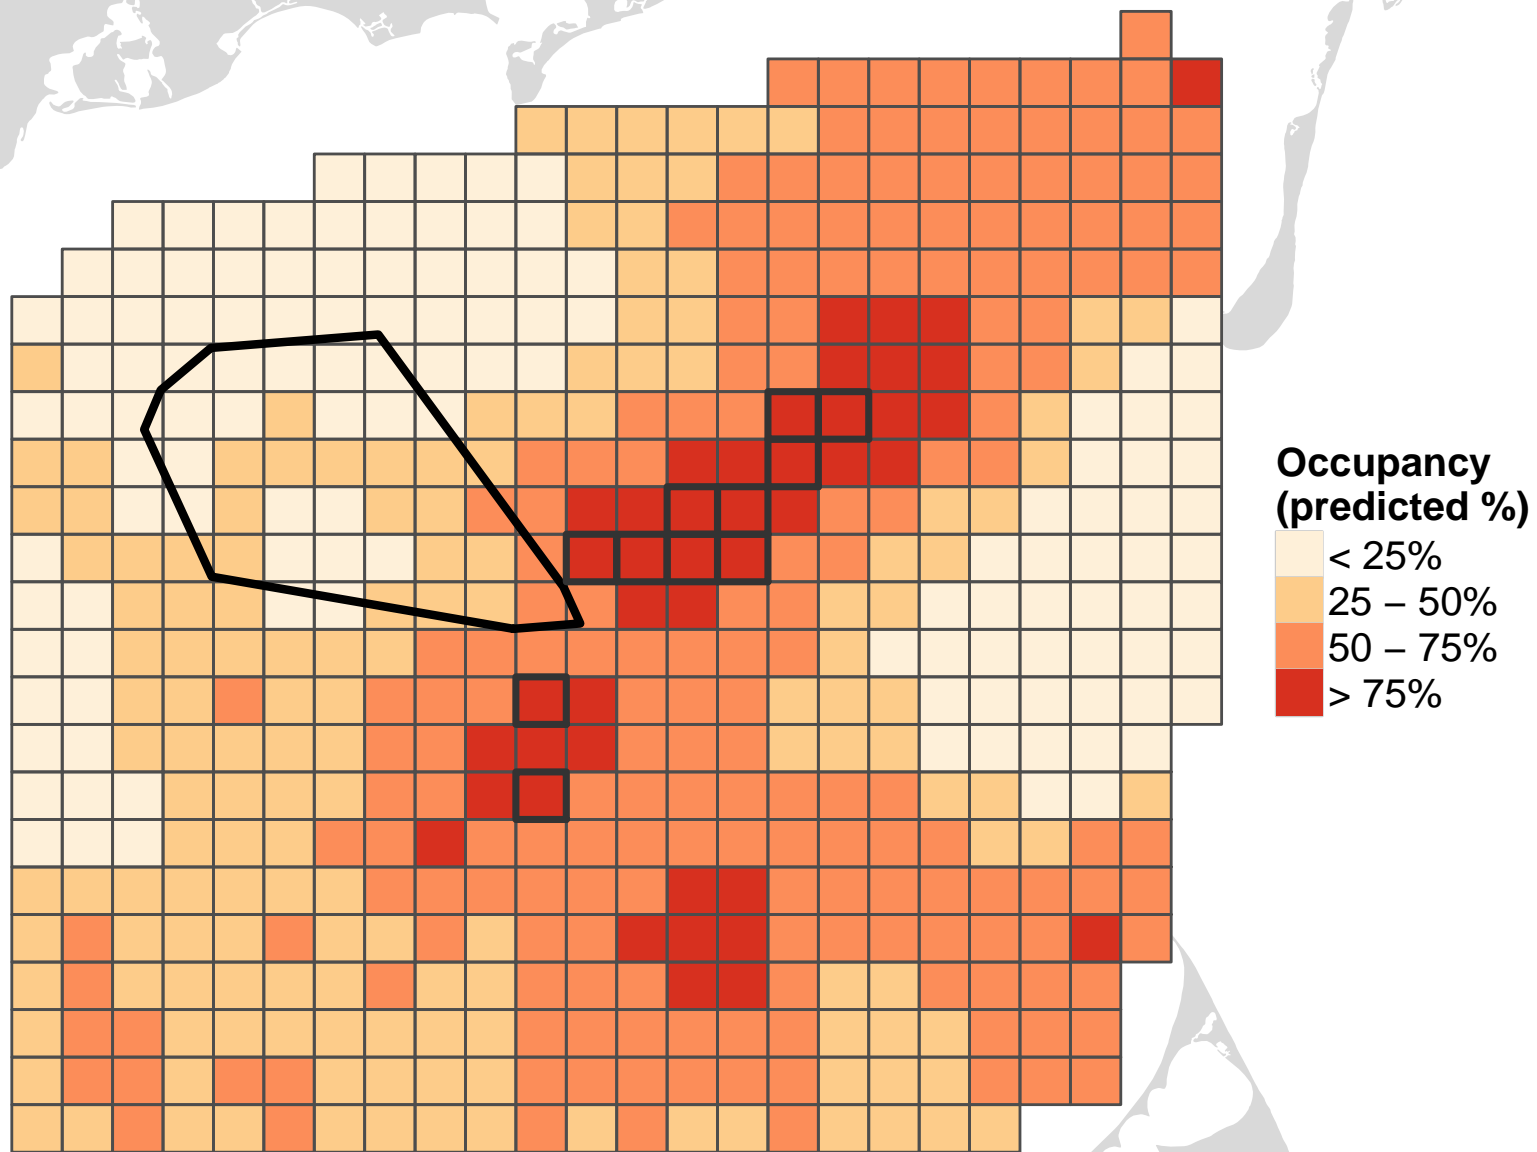 Occupancy
(predicted %)
< 25%
25 – 50%
50 – 75%
> 75%